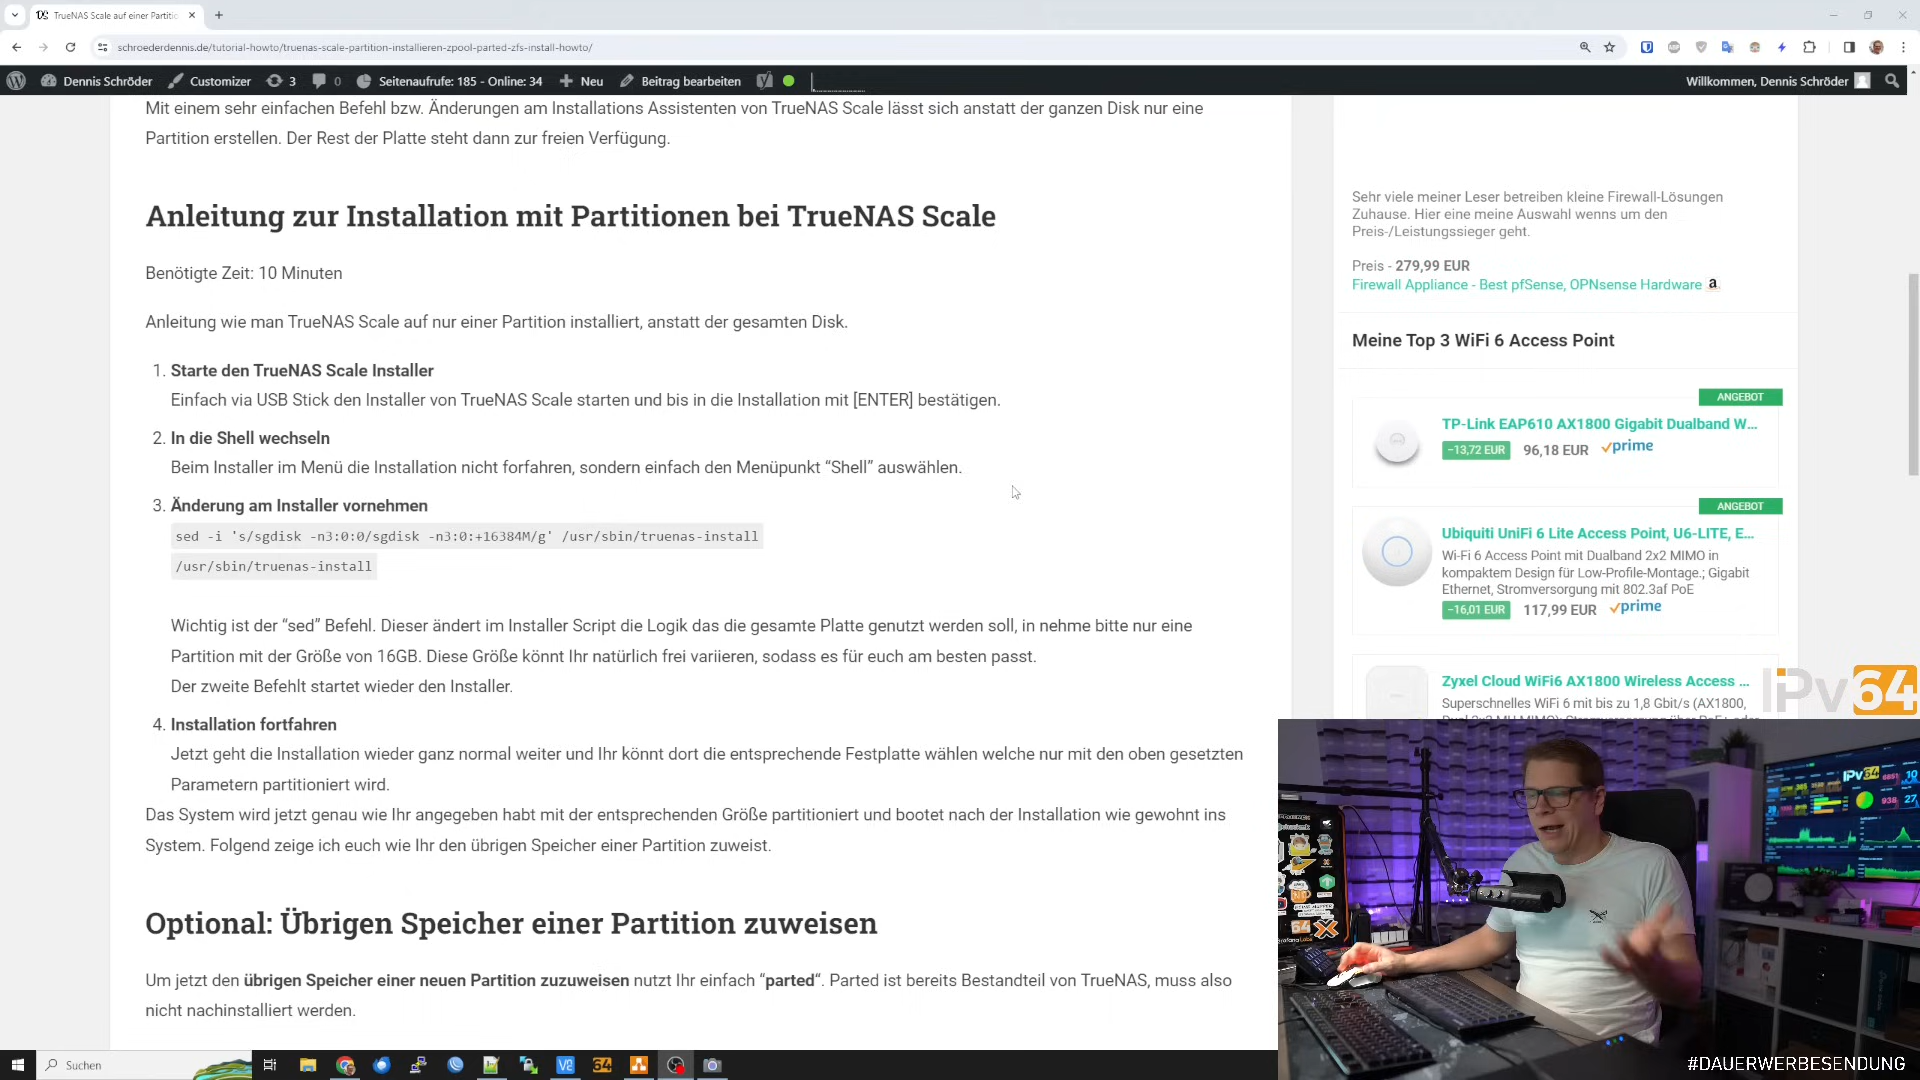 TrueNAS Scale auf einer Partitio
schroederdennis.de/tutorial-howto/truenas-scale-partition-installieren-zpool-parted-zfs-install-howto/
Dennis Schröder Customizer 3 0 Seitenaufrufe: 185 - Online: 34 Neu Beitrag bearbeiten Willkommen, Dennis Schröder
Mit einem sehr einfachen Befehl bzw. Änderungen am Installations Assistenten von TrueNAS Scale lässt sich anstatt der ganzen Disk nur eine
Partition erstellen. Der Rest der Platte steht dann zur freien Verfügung.
Anleitung zur Installation mit Partitionen bei TrueNAS Scale
Benötigte Zeit: 10 Minuten
Anleitung wie man TrueNAS Scale auf nur einer Partition installiert, anstatt der gesamten Disk.
1. Starte den TrueNAS Scale Installer
Einfach via USB Stick den Installer von TrueNAS Scale starten und bis in die Installation mit [ENTER] bestätigen.
2. In die Shell wechseln
Beim Installer im Menü die Installation nicht forfahren, sondern einfach den Menüpunkt “Shell” auswählen.
3. Änderung am Installer vornehmen
sed -i 's/sgdisk -n3:0:0/sgdisk -n3:0:+16384M/g' /usr/sbin/truenas-install
/usr/sbin/truenas-install
Wichtig ist der “sed” Befehl. Dieser ändert im Installer Script die Logik das die gesamte Platte genutzt werden soll, in nehme bitte nur eine
Partition mit der Größe von 16GB. Diese Größe könnt Ihr natürlich frei variieren, sodass es für euch am besten passt.
Der zweite Befehlt startet wieder den Installer.
4. Installation fortfahren
Jetzt geht die Installation wieder ganz normal weiter und Ihr könnt dort die entsprechende Festplatte wählen welche nur mit den oben gesetzten
Parametern partitioniert wird.
Das System wird jetzt genau wie Ihr angegeben habt mit der entsprechenden Größe partitioniert und bootet nach der Installation wie gewohnt ins
System. Folgend zeige ich euch wie Ihr den übrigen Speicher einer Partition zuweist.
Optional: Übrigen Speicher einer Partition zuweisen
Um jetzt den übrigen Speicher einer neuen Partition zuzuweisen nutzt Ihr einfach “parted“. Parted ist bereits Bestandteil von TrueNAS, muss also
nicht nachinstalliert werden.
Sehr viele meiner Leser betreiben kleine Firewall-Lösungen
Zuhause. Hier eine meine Auswahl wenns um den
Preis-/Leistungssieger geht.
Preis - 279,99 EUR
Firewall Appliance - Best pfSense, OPNsense Hardware
Meine Top 3 WiFi 6 Access Point
ANGEBOT
TP-Link EAP610 AX1800 Gigabit Dualband W...
−13,72 EUR 96,18 EUR prime
ANGEBOT
Ubiquiti UniFi 6 Lite Access Point, U6-LITE, E...
Wi-Fi 6 Access Point mit Dualband 2x2 MIMO in
kompaktem Design für Low-Profile-Montage.; Gigabit
Ethernet, Stromversorgung mit 802.3af PoE
−16,01 EUR 117,99 EUR prime
Zyxel Cloud WiFi6 AX1800 Wireless Access ...
Superschnelles WiFi 6 mit bis zu 1,8 Gbit/s (AX1800,
IPv64
IPv64
Suchen
#DAUERWERBESENDUNG